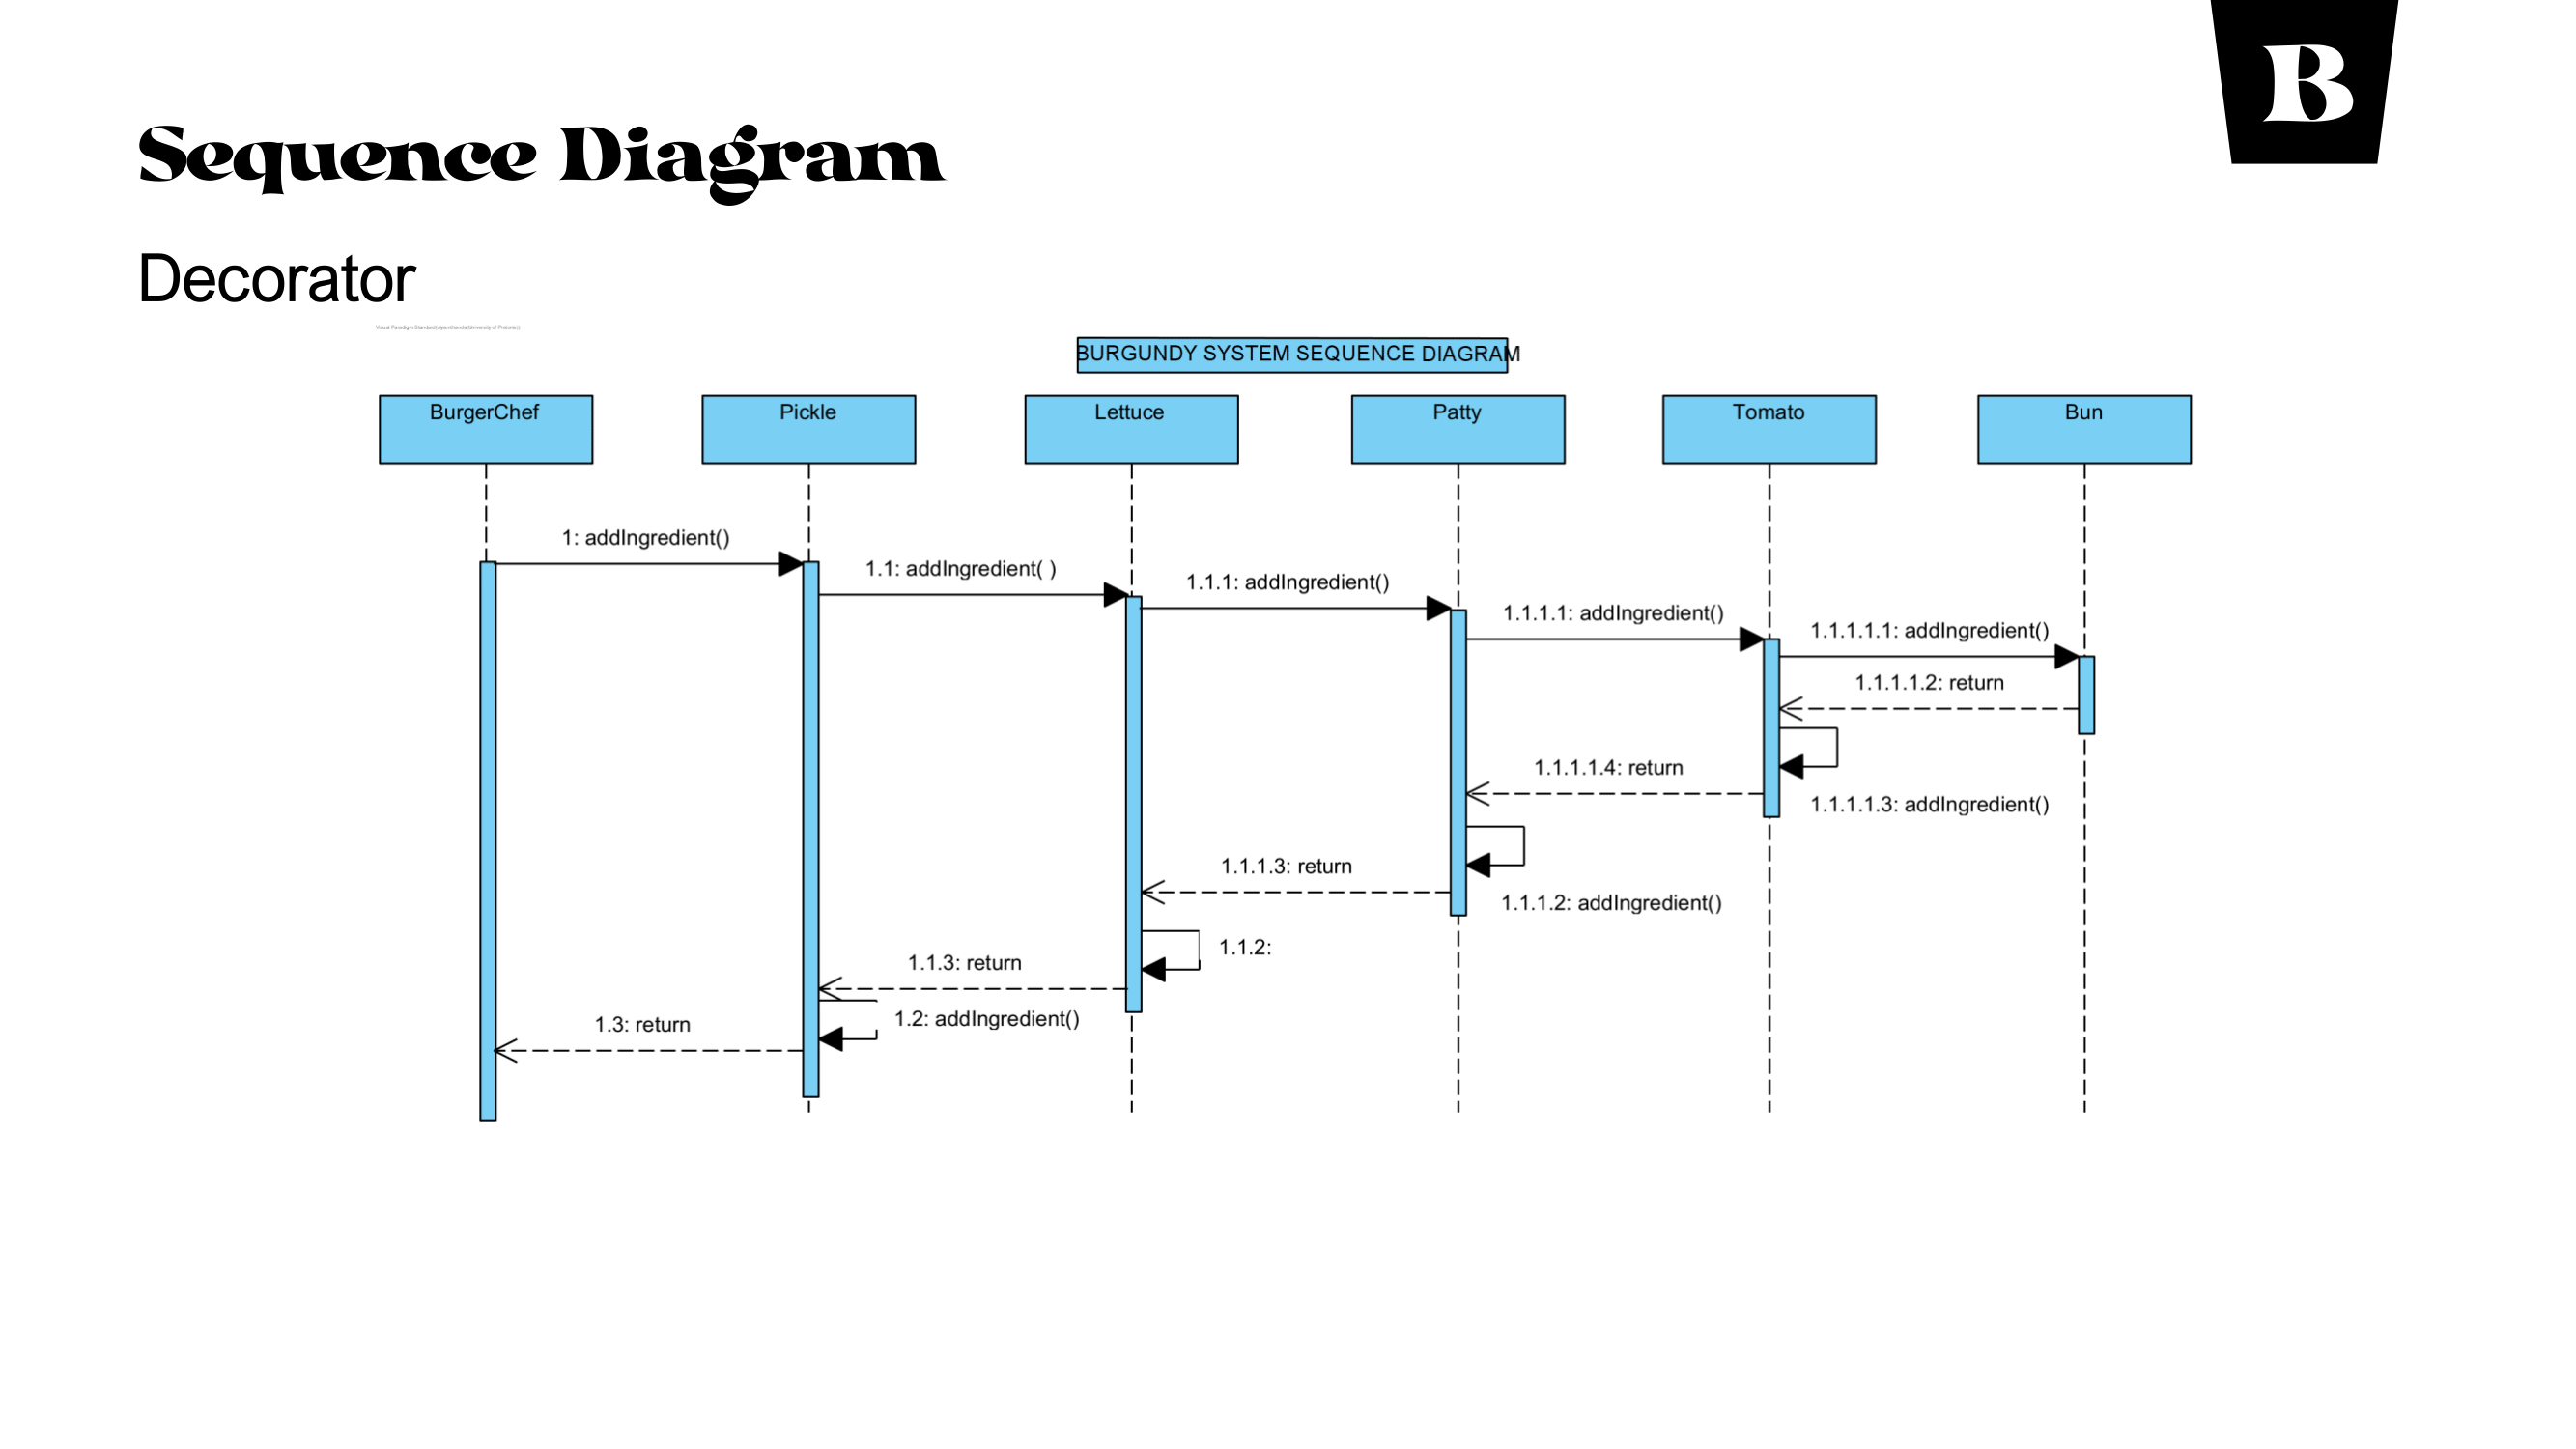 B
Sequence Diagram
Decorator
BURGUNDY SYSTEM SEQUENCE DIAGRAM
BurgerChef
Pickle
Lettuce
Patty
Tomato
Bun
1: addIngredient()
1.1: addIngredient( )
1.1.1: addIngredient()
1.1.1.1: addIngredient()
1.1.1.1.1: addIngredient()
1.1.1.1.2: return
1.1.1.1.4: return
1.1.1.1.3: addIngredient()
1.1.1.3: return
1.1.1.2: addIngredient()
1.1.2:
1.1.3: return
1.2: addIngredient()
1.3: return